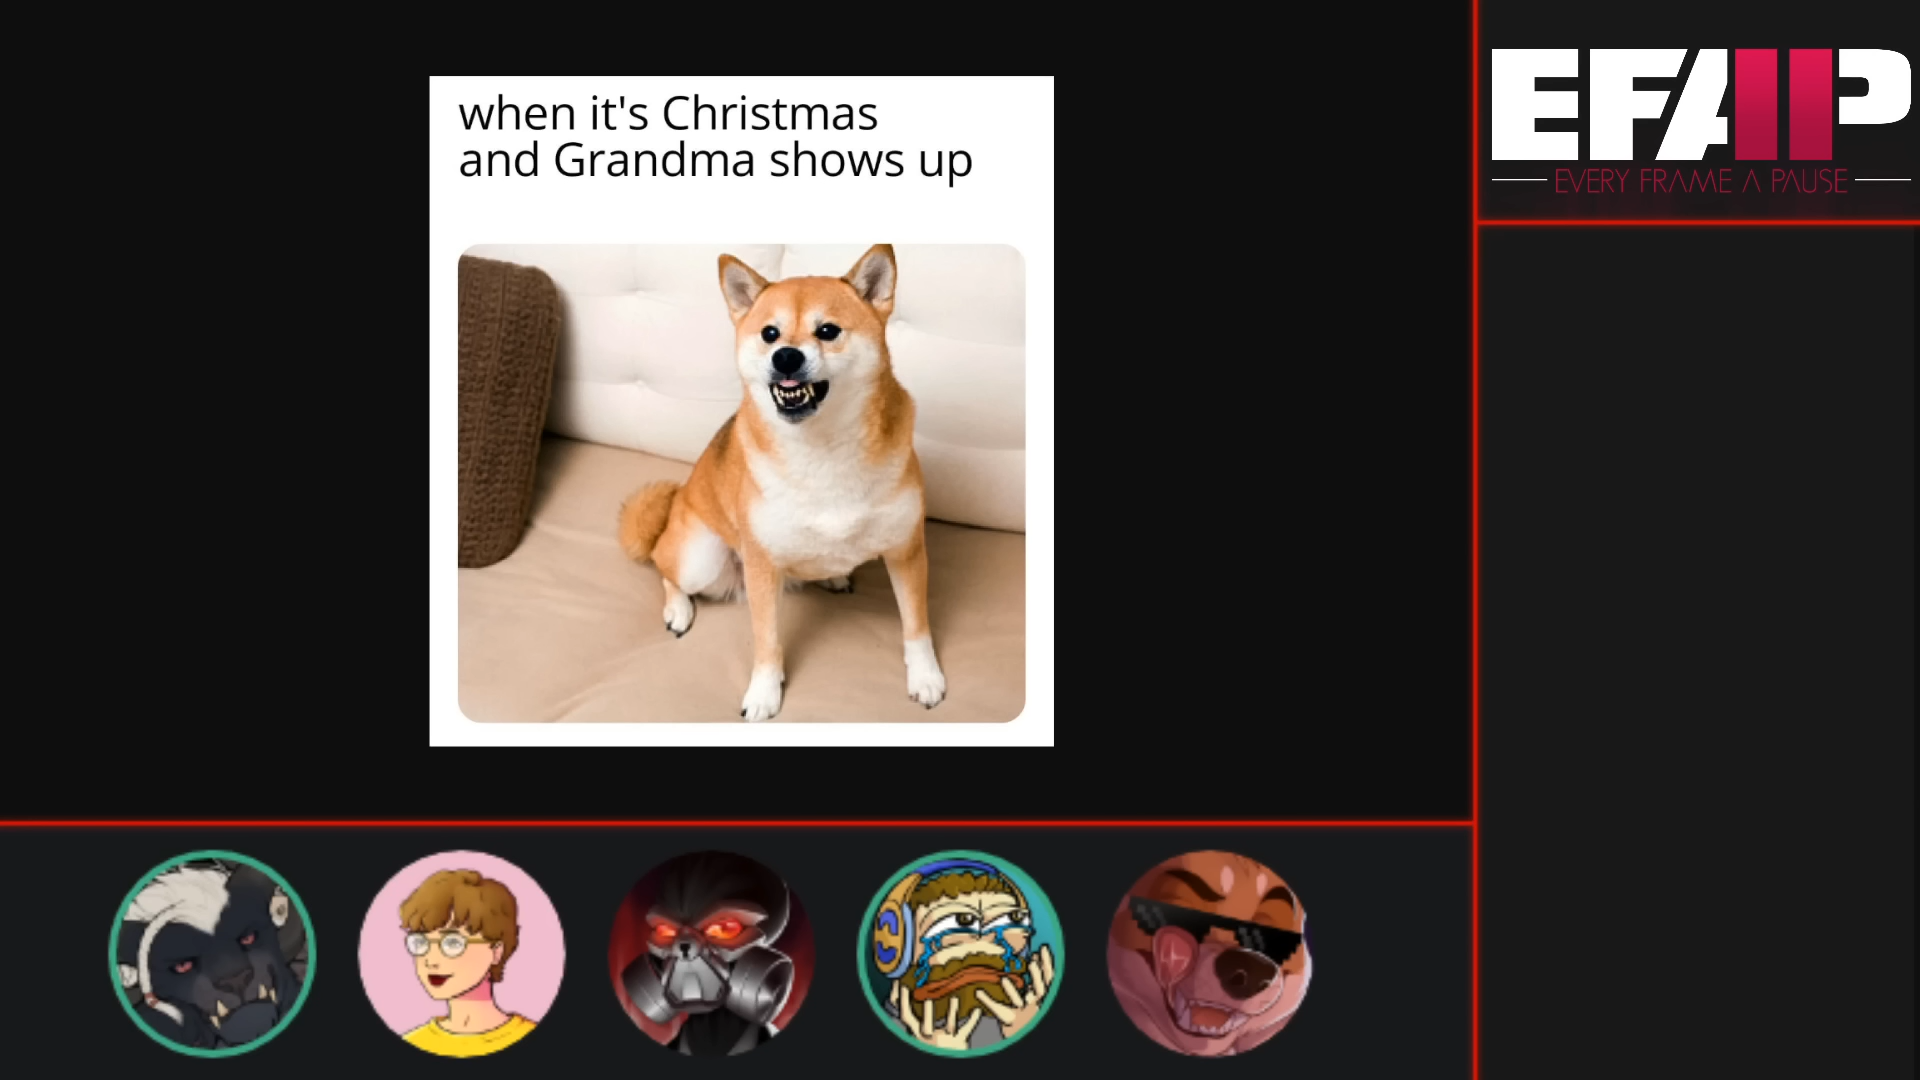 when it's Christmas
and Grandma shows up
EFAP
EVERY FRAME A PAUSE